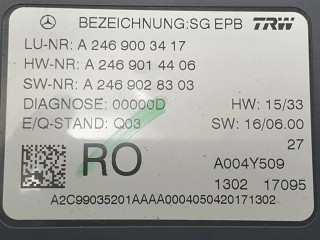 BEZEICHNUNG:SG EPB TRW
LU-NR: A 246 900 34 17
HW-NR: A 246 901 44 06
SW-NR: A 246 902 83 03
DIAGNOSE: 00000D HW: 15/33
E/Q-STAND: Q03 SW: 16/06.00
27
RO A004Y509
1302 17095
A2C99035201AAAA0004050420171302